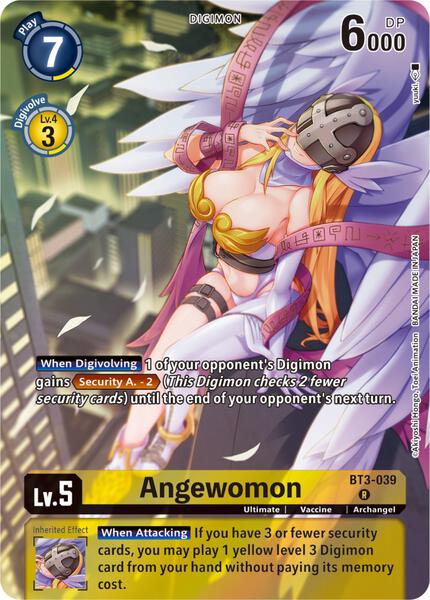 DIGIMON
Play
7
DP
6000
Digivolve
Lv.4
3
yuuki.
When Digivolving 1 of your opponent's Digimon
gains Security A. - 2 (This Digimon checks 2 fewer
security cards) until the end of your opponent's next turn.
©Akiyoshi Hongo, Toei Animation BANDAI MADE IN JAPAN
Lv.5
Angewomon
BT3-039
R
Ultimate | Vaccine | Archangel
Inherited Effect
When Attacking If you have 3 or fewer security
cards, you may play 1 yellow level 3 Digimon
card from your hand without paying its memory
cost.